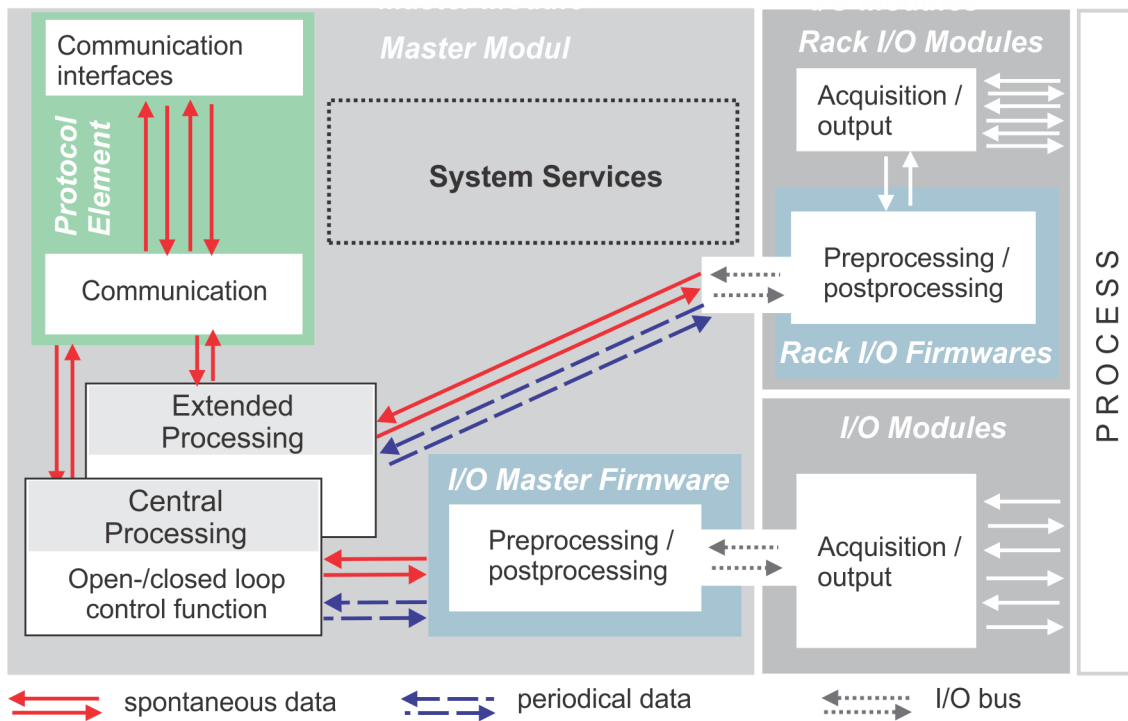 Communication
interfaces
Protocol
Element
Communication
Master Modul
System Services
Rack I/O Modules
Acquisition /
output
Preprocessing /
postprocessing
Rack I/O Firmwares
PROCESS
Extended
Processing
Central
Processing
Open-/closed loop
control function
I/O Master Firmware
Preprocessing /
postprocessing
I/O Modules
Acquisition /
output
spontaneous data
periodical data
I/O bus